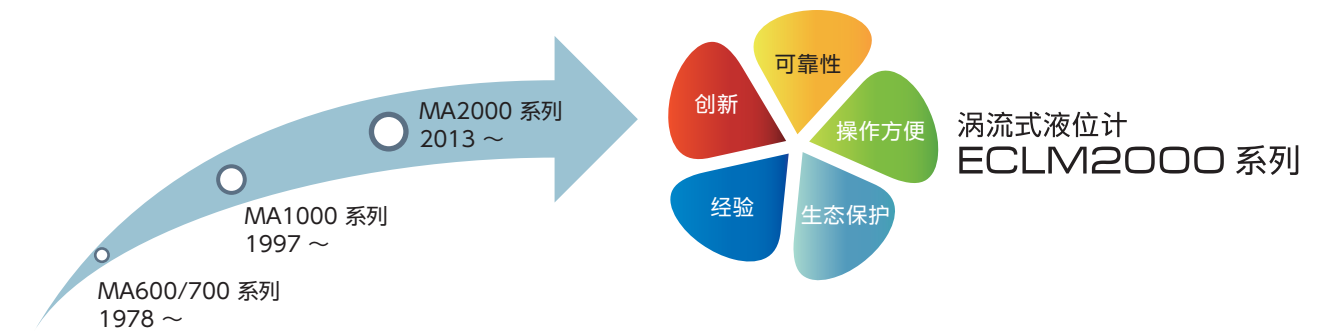 MA600/700 系列
1978 ～
MA1000 系列
1997 ～
MA2000 系列
2013 ～
可靠性
创新
操作方便
经验
生态保护
涡流式液位计
ECLM2000 系列